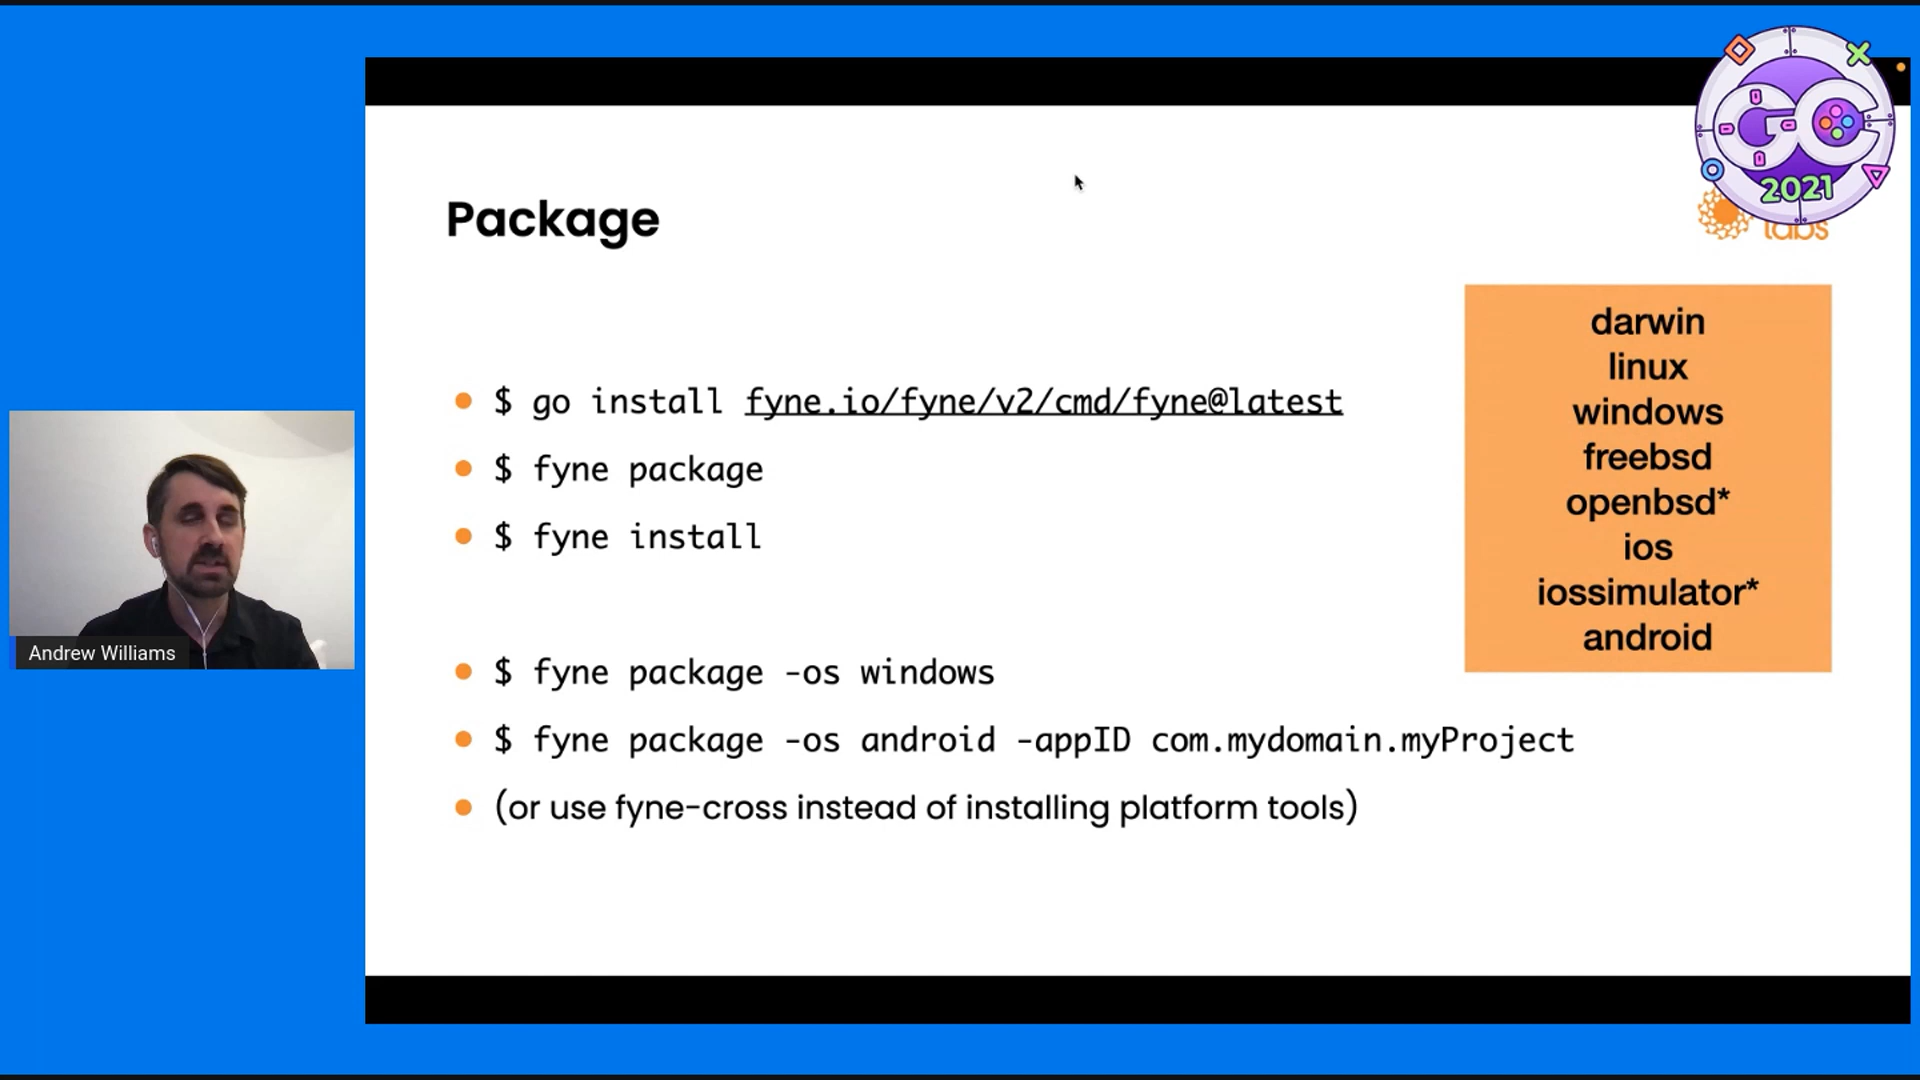 GC
2021
labs
Package
$ go install fyne.io/fyne/v2/cmd/fyne@latest
$ fyne package
$ fyne install
$ fyne package -os windows
$ fyne package -os android -appID com.mydomain.myProject
(or use fyne-cross instead of installing platform tools)
darwin
linux
windows
freebsd
openbsd*
ios
iossimulator*
android
Andrew Williams